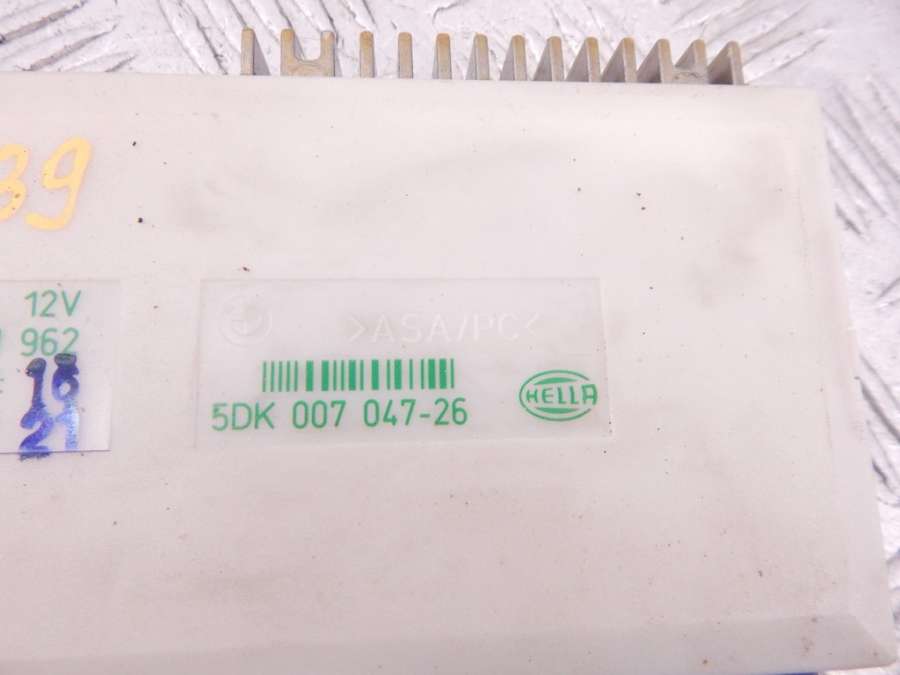 39
12V
962
16
21
>ASA/PC<
5DK 007 047-26
HELLA